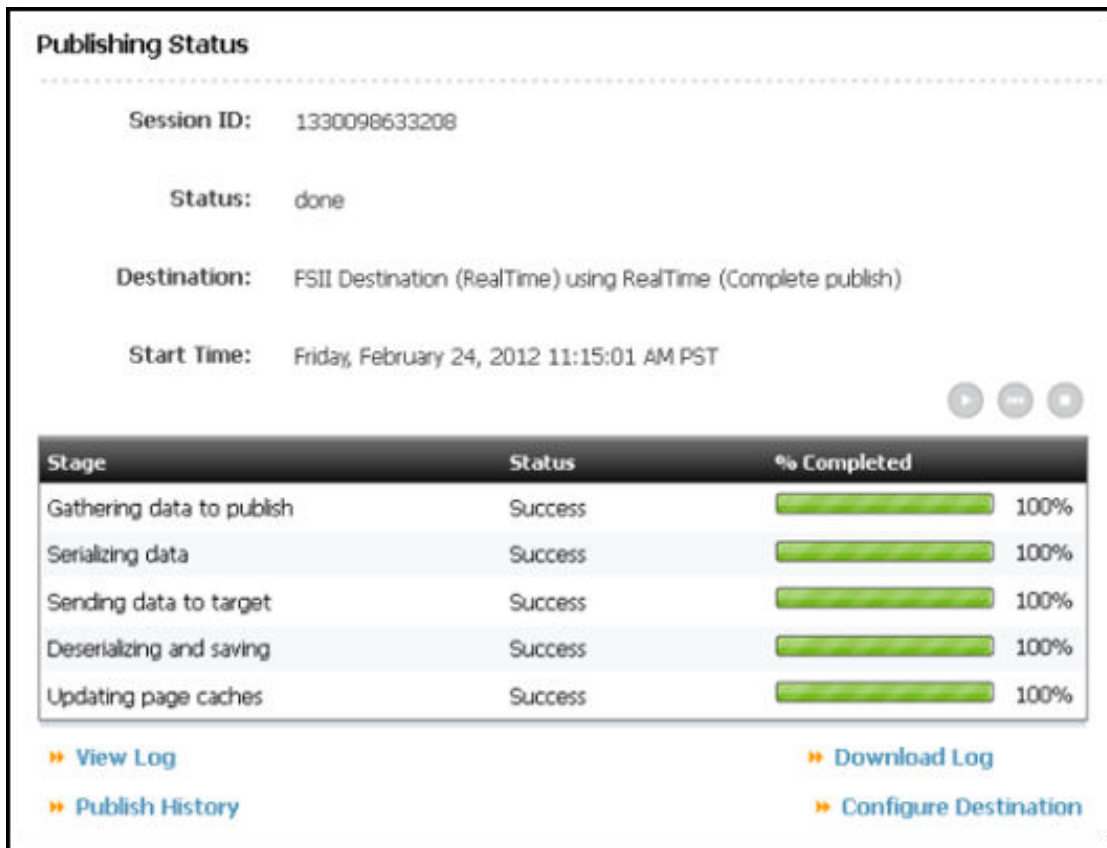 Publishing Status
Session ID: 1330098633208
Status: done
Destination: FSII Destination (RealTime) using RealTime (Complete publish)
Start Time: Friday, February 24, 2012 11:15:01 AM PST
Stage Status % Completed
Gathering data to publish Success 100%
Serializing data Success 100%
Sending data to target Success 100%
Deserializing and saving Success 100%
Updating page caches Success 100%
View Log Download Log
Publish History Configure Destination